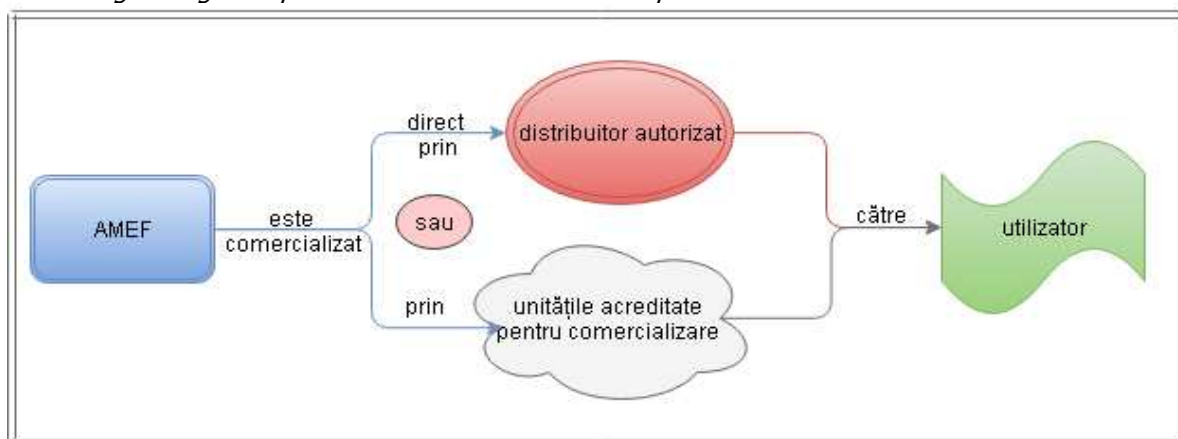 AMEF
este
comercializat
direct
prin
sau
prin
distribuitor autorizat
unitățile acreditate
pentru comercializare
către
utilizator